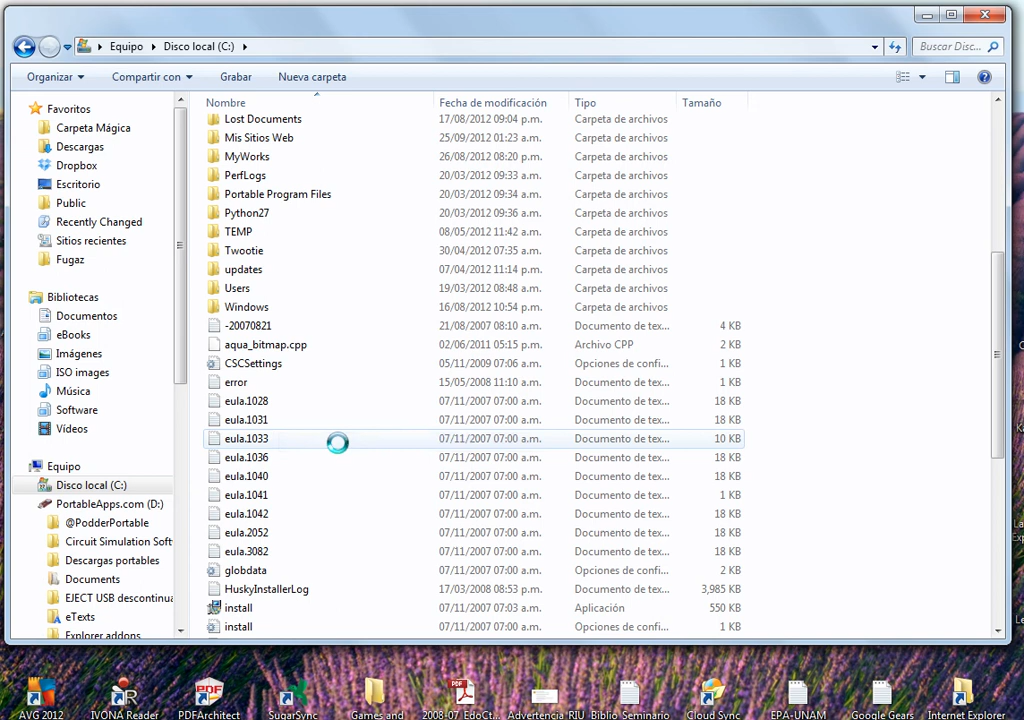 Equipo
Disco local (C:)
Buscar Disc...
Organizar
Compartir con
Grabar
Nueva carpeta
Nombre
Fecha de modificación
Tipo
Tamaño
Favoritos
Carpeta Mágica
Descargas
Dropbox
Escritorio
Public
Recently Changed
Sitios recientes
Fugaz
Bibliotecas
Documentos
eBooks
Imágenes
ISO images
Música
Software
Vídeos
Equipo
Disco local (C:)
PortableApps.com (D:)
@PodderPortable
Circuit Simulation Soft
Descargas portables
Documents
EJECT USB descontinua
eTexts
Explorer addons
Lost Documents 17/08/2012 09:04 p.m. Carpeta de archivos
Mis Sitios Web 25/09/2012 01:23 a.m. Carpeta de archivos
MyWorks 26/08/2012 08:20 p.m. Carpeta de archivos
PerfLogs 20/03/2012 09:33 a.m. Carpeta de archivos
Portable Program Files 20/03/2012 09:34 a.m. Carpeta de archivos
Python27 20/03/2012 09:36 a.m. Carpeta de archivos
TEMP 08/05/2012 11:42 a.m. Carpeta de archivos
Twootie 30/04/2012 07:35 a.m. Carpeta de archivos
updates 07/04/2012 11:14 p.m. Carpeta de archivos
Users 19/03/2012 08:48 a.m. Carpeta de archivos
Windows 16/08/2012 10:54 p.m. Carpeta de archivos
-20070821 21/08/2007 08:10 a.m. Documento de tex... 4 KB
aqua_bitmap.cpp 02/06/2011 05:15 p.m. Archivo CPP 2 KB
CSCSettings 05/11/2009 07:06 a.m. Opciones de confi... 1 KB
error 15/05/2008 11:10 a.m. Documento de tex... 1 KB
eula.1028 07/11/2007 07:00 a.m. Documento de tex... 18 KB
eula.1031 07/11/2007 07:00 a.m. Documento de tex... 18 KB
eula.1033 07/11/2007 07:00 a.m. Documento de tex... 10 KB
eula.1036 07/11/2007 07:00 a.m. Documento de tex... 18 KB
eula.1040 07/11/2007 07:00 a.m. Documento de tex... 18 KB
eula.1041 07/11/2007 07:00 a.m. Documento de tex... 1 KB
eula.1042 07/11/2007 07:00 a.m. Documento de tex... 18 KB
eula.2052 07/11/2007 07:00 a.m. Documento de tex... 18 KB
eula.3082 07/11/2007 07:00 a.m. Documento de tex... 18 KB
globdata 07/11/2007 07:00 a.m. Opciones de confi... 2 KB
HuskyInstallerLog 17/03/2008 08:53 p.m. Documento de tex... 3,985 KB
install 07/11/2007 07:03 a.m. Aplicación 550 KB
install 07/11/2007 07:00 a.m. Opciones de confi... 1 KB
AVG 2012
IVONA Reader
PDFArchitect
SugarSync
Games and
2008-07 EdoCt...
Advertencia RIU
Biblio Seminario
Cloud Sync
EPA-UNAM
Google Gears
Internet Explorer